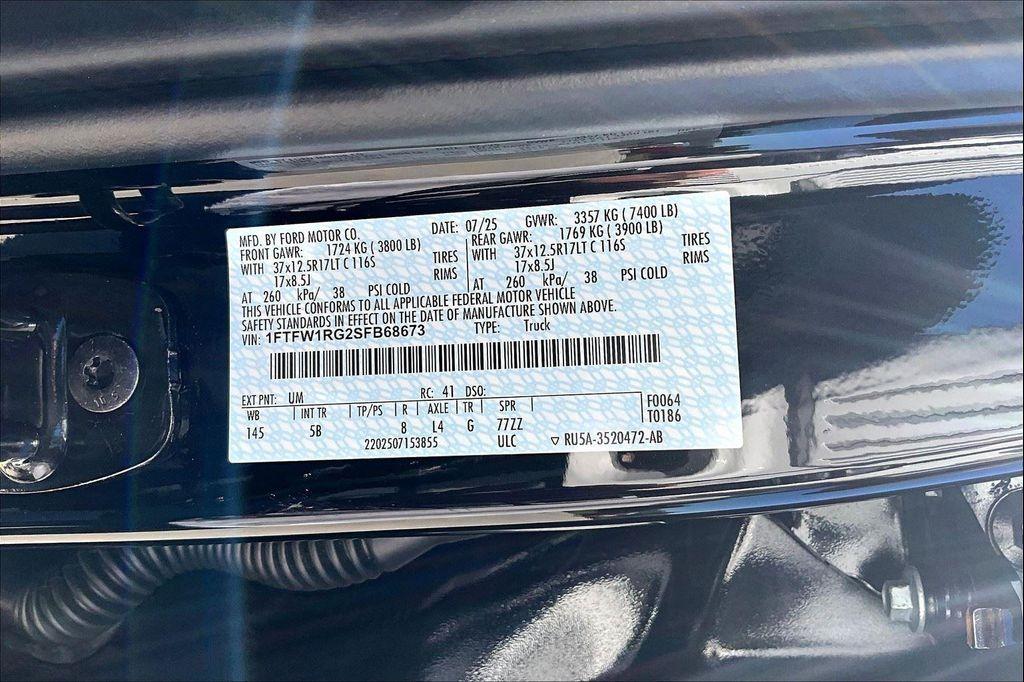 MFD. BY FORD MOTOR CO. DATE: 07/25 GVWR: 3357 KG ( 7400 LB)
FRONT GAWR: 1724 KG ( 3800 LB) REAR GAWR: 1769 KG ( 3900 LB)
WITH 37x12.5R17LT C 116S TIRES WITH 37x12.5R17LT C 116S TIRES
17x8.5J RIMS 17x8.5J RIMS
AT 260 kPa/ 38 PSI COLD AT 260 kPa/ 38 PSI COLD
THIS VEHICLE CONFORMS TO ALL APPLICABLE FEDERAL MOTOR VEHICLE
SAFETY STANDARDS IN EFFECT ON THE DATE OF MANUFACTURE SHOWN ABOVE.
VIN: 1FTFW1RG2SFB68673 TYPE: Truck
EXT PNT: UM RC: 41 DSO:
WB INT TR TP/PS R AXLE TR SPR F0064
145 5B 8 L4 G 77ZZ T0186
2202507153855 ULC ▽ RU5A-3520472-AB